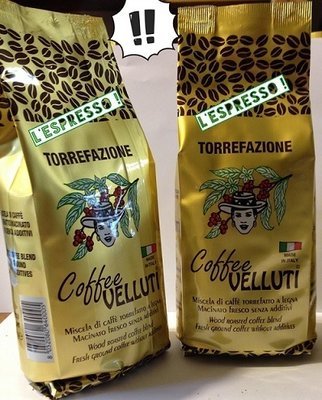 !!
L'ESPRESSO !
TORREFAZIONE
MADE
IN ITALY
Coffee
VELLUTI
MISCELA DI CAFFÈ TORREFATTO A LEGNA
MACINATO FRESCO SENZA ADDITIVI
WOOD ROASTED COFFEE BLEND
FRESH GROUND COFFEE WITHOUT ADDITIVES
L'ESPRESSO !
TORREFAZIONE
MADE
IN ITALY
Coffee
VELLUTI
MISCELA DI CAFFÈ TORREFATTO A LEGNA
MACINATO FRESCO SENZA ADDITIVI
WOOD ROASTED COFFEE BLEND
FRESH GROUND COFFEE WITHOUT ADDITIVES